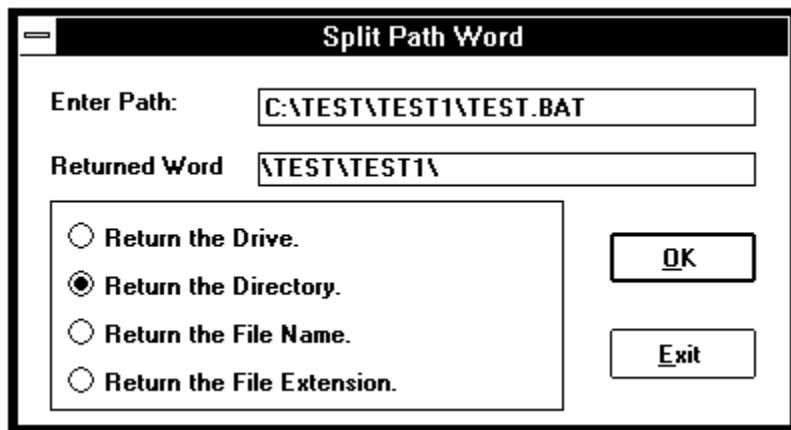 Split Path Word
Enter Path: C:\TEST\TEST1\TEST.BAT
Returned Word \TEST\TEST1\
Return the Drive.
Return the Directory.
Return the File Name.
Return the File Extension.
OK
Exit